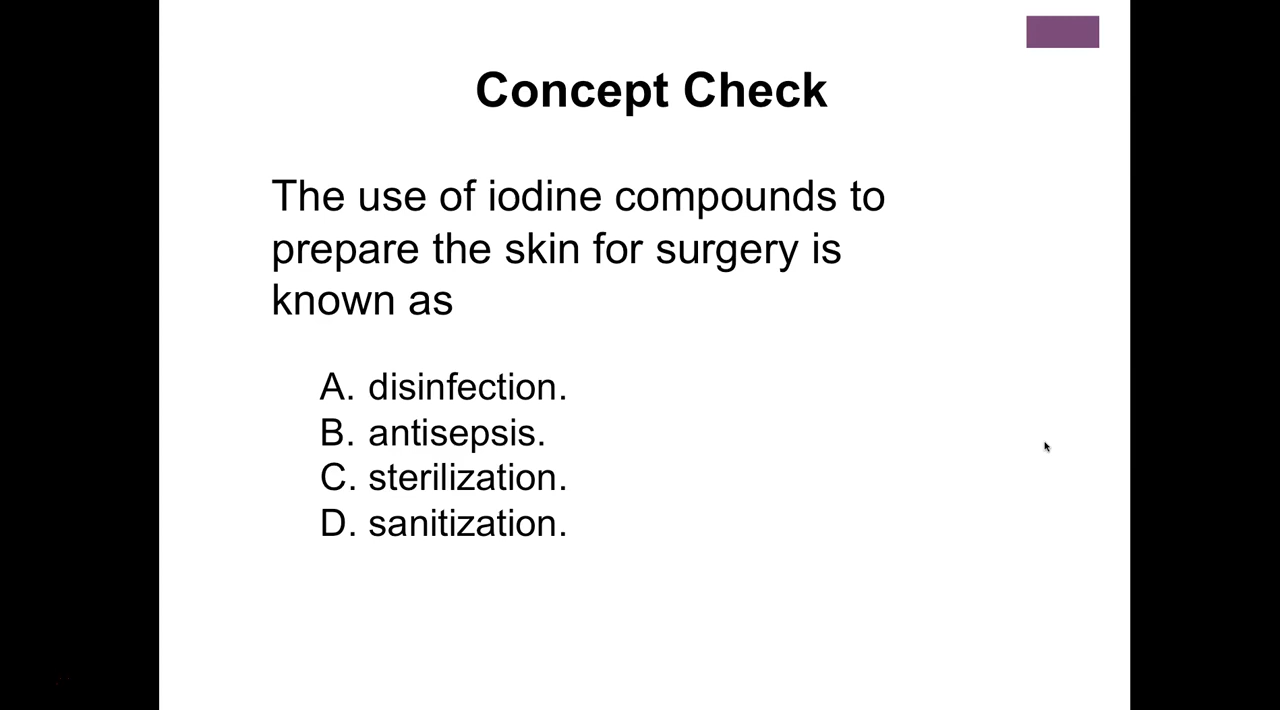 Concept Check
The use of iodine compounds to
prepare the skin for surgery is
known as
A. disinfection.
B. antisepsis.
C. sterilization.
D. sanitization.